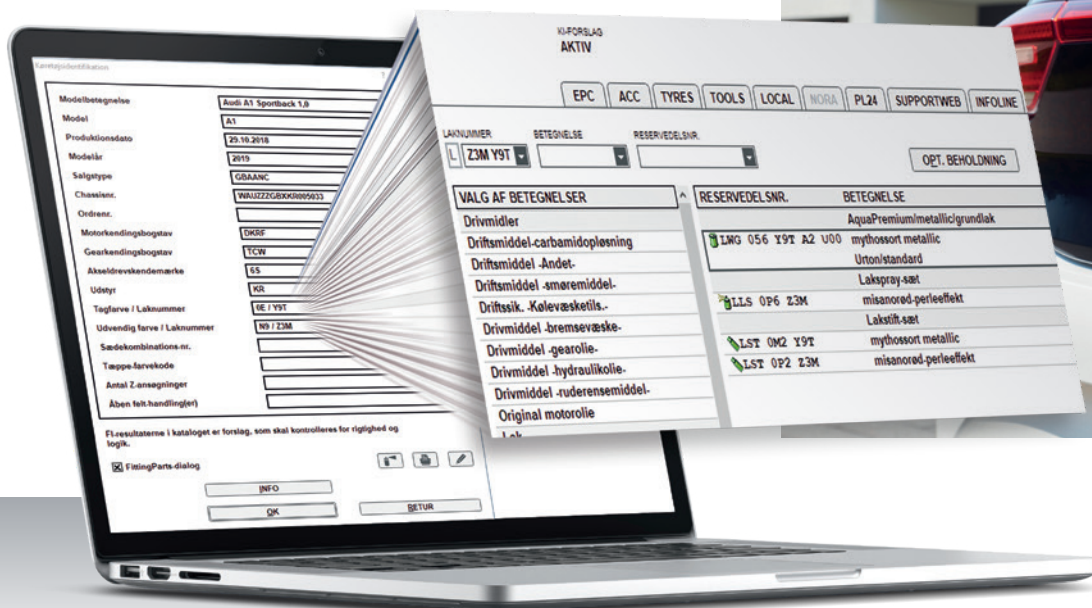 Køretøjsidentifikation
Modelbetegnelse Audi A1 Sportback 1,0
Model A1
Produktionsdato 29.10.2018
Modelår 2019
Salgstype GBAANC
Chassisnr. WAUZZZGBXKR005033
Ordrenr.
Motorkendingsbogstav DKRF
Gearkendingsbogstav TCW
Akseldrevskendemærke 6S
Udstyr KR
Tagfarve / Laknummer 0E / Y9T
Udvendig farve / Laknummer N9 / Z3M
Sædekombinations-nr.
Tæppe-farvekode
Antal Z-ansøgninger
Åben felt-handling(er)
FI-resultaterne i kataloget er forslag, som skal kontrolleres for rigtighed og
logik.
FittingParts-dialog
INFO
OK RETUR
KI-FORSLAG
AKTIV
EPC ACC TYRES TOOLS LOCAL NORA PL24 SUPPORTWEB INFOLINE
LAKNUMMER BETEGNELSE RESERVEDELSNR.
L Z3M Y9T OPT. BEHOLDNING
VALG AF BETEGNELSER
Drivmidler
Driftsmiddel-carbamidopløsning
Driftsmiddel -Andet-
Driftsmiddel -smøremiddel-
Driftssik. -Kølevæsketils.-
Drivmiddel -bremsevæske-
Drivmiddel -gearolie-
Drivmiddel -hydraulikolie-
Drivmiddel -ruderensemiddel-
Original motorolie
Lak
RESERVEDELSNR. BETEGNELSE
AquaPremium/metallic/grundlak
LWG 056 Y9T A2 U00 mythossort metallic
Urton/standard
Lakspray-sæt
LLS 0P6 Z3M misanorød-perleeffekt
Lakstift-sæt
LST 0M2 Y9T mythossort metallic
LST 0P2 Z3M misanorød-perleeffekt